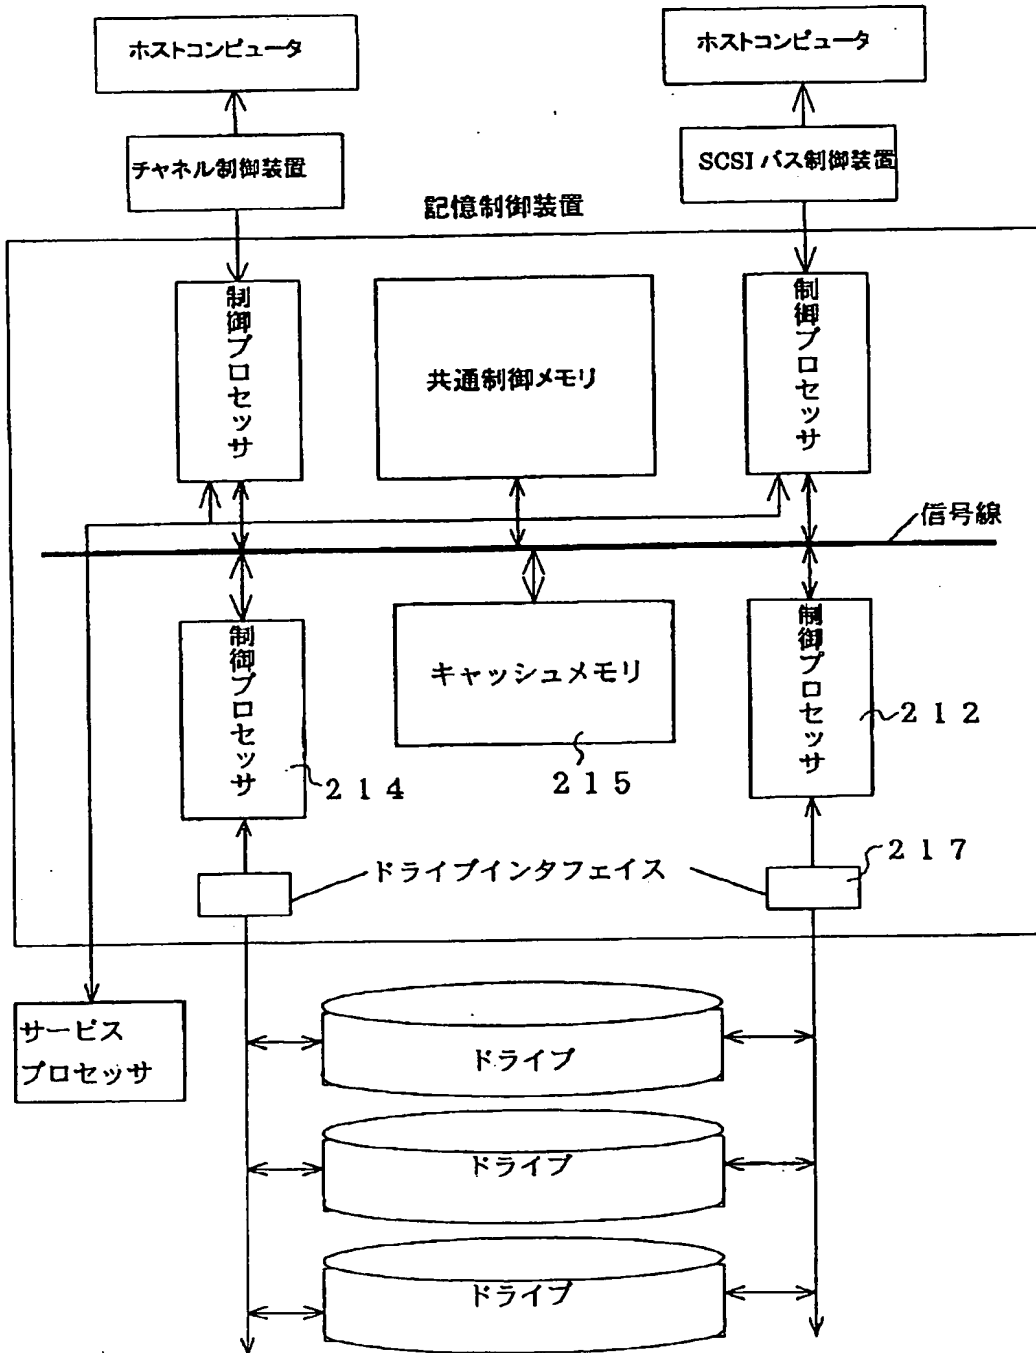 ホストコンピュータ
ホストコンピュータ
チャネル制御装置
SCSI バス制御装置
記憶制御装置
制御プロセッサ
共通制御メモリ
制御プロセッサ
信号線
制御プロセッサ
キャッシュメモリ
制御プロセッサ
212
214
215
217
ドライブインタフェイス
サービス
プロセッサ
ドライブ
ドライブ
ドライブ